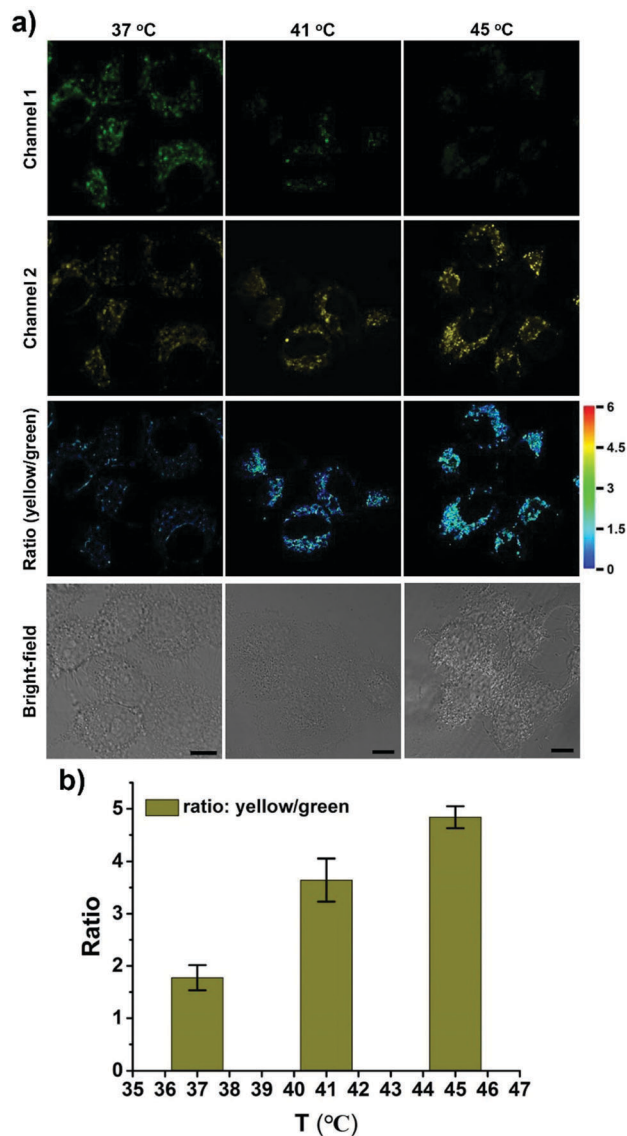 a)
37 °C
41 °C
45 °C
Channel 1
Channel 2
Ratio (yellow/green)
6
4.5
3
1.5
0
Bright-field
b)
ratio: yellow/green
Ratio
5
4
3
2
1
0
35 36 37 38 39 40 41 42 43 44 45 46 47
T (°C)